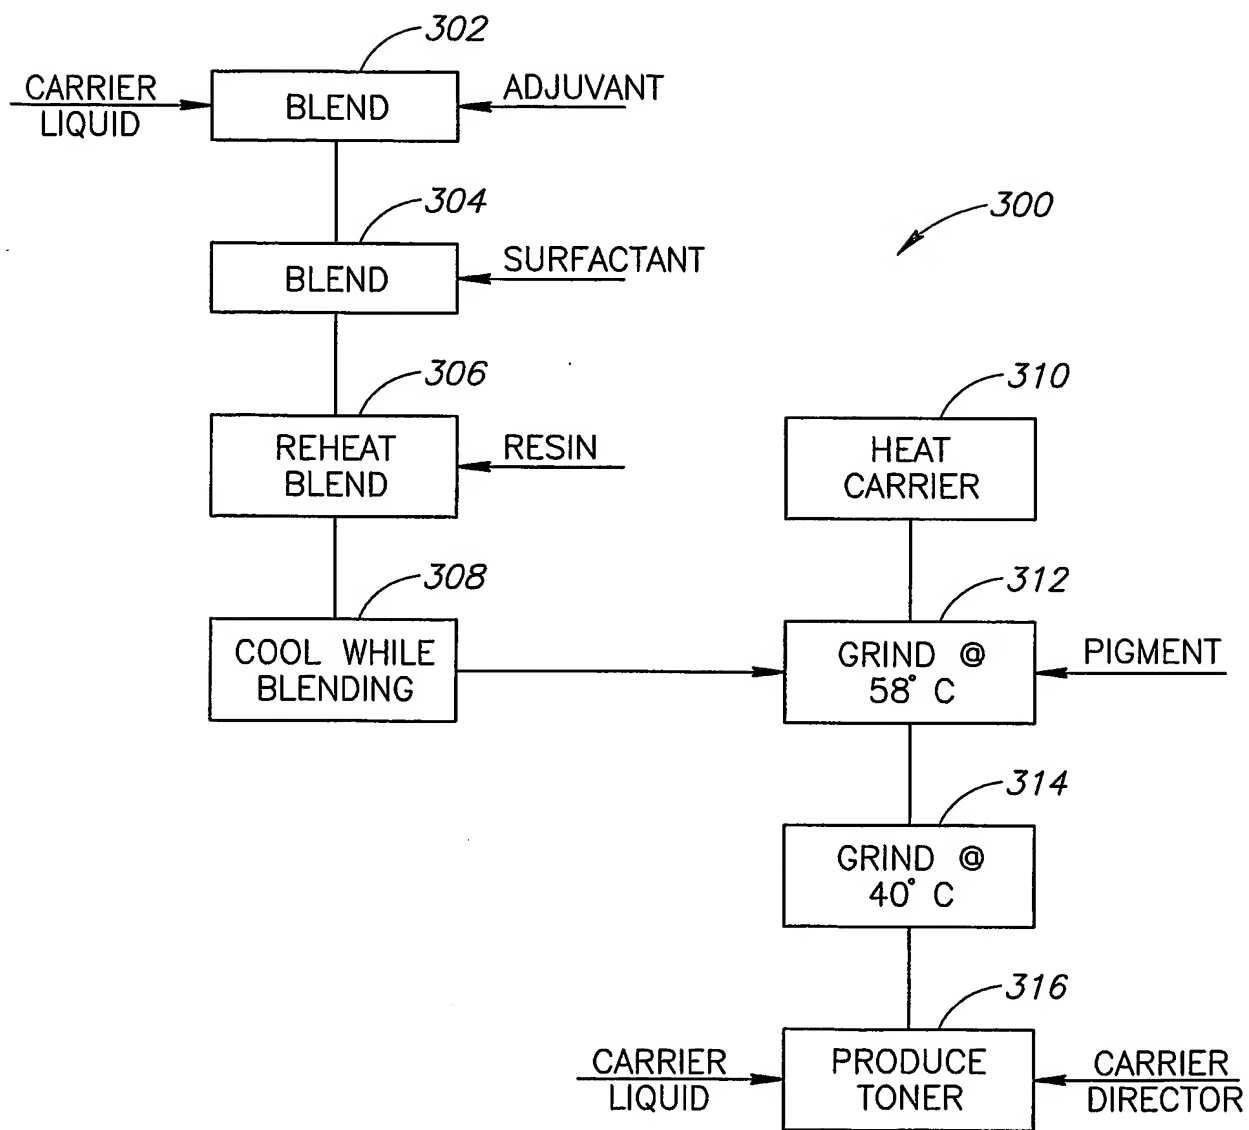 302
CARRIER
LIQUID
BLEND
ADJUVANT
304
BLEND
SURFACTANT
300
306
REHEAT
BLEND
RESIN
310
HEAT
CARRIER
308
COOL WHILE
BLENDING
312
GRIND @
58° C
PIGMENT
314
GRIND @
40° C
316
CARRIER
LIQUID
PRODUCE
TONER
CARRIER
DIRECTOR